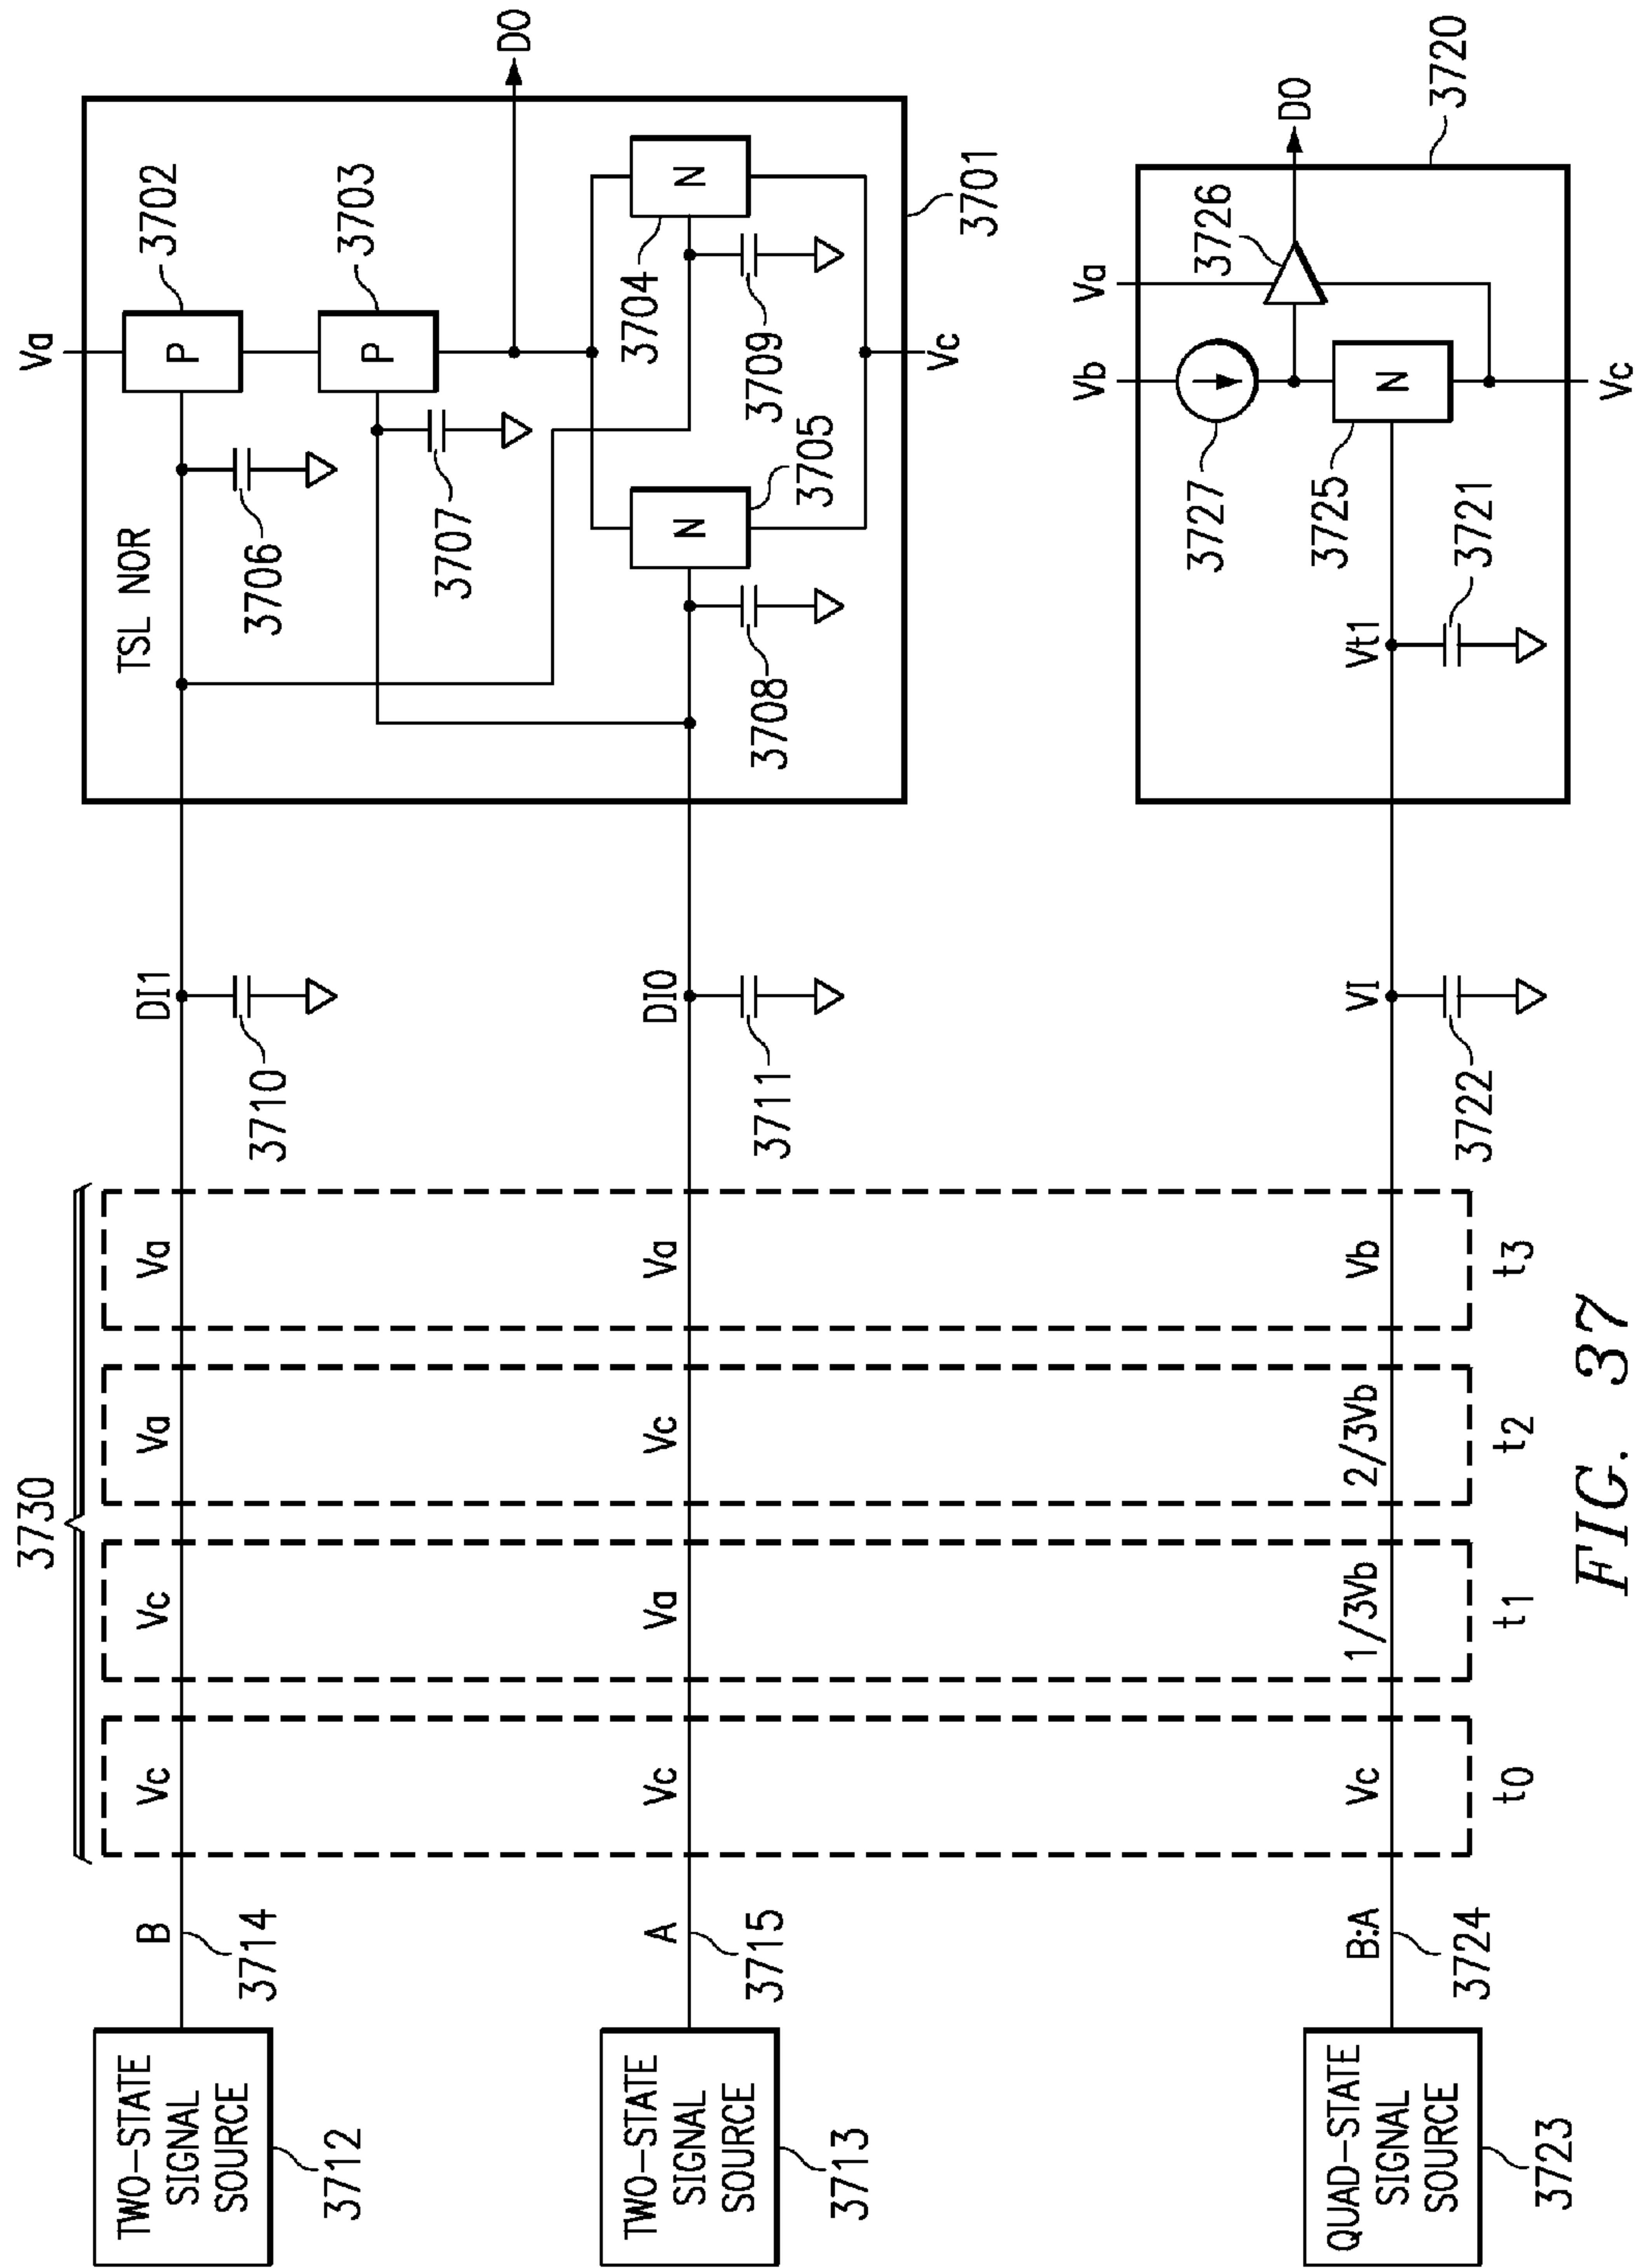 3730
TWO-STATE
SIGNAL
SOURCE
3712
B
3714
Vc
Vc
Va
Va
DI1
3710
TSL NOR
3706
Va
P
3702
P
3703
3707
DO
N
3704
3709
N
3705
3708
Vc
3701
TWO-STATE
SIGNAL
SOURCE
3713
A
3715
Vc
Va
Vc
Va
DI0
3711
QUAD-STATE
SIGNAL
SOURCE
3723
B:A
3724
Vc
1/3Vb
2/3Vb
Vb
t0
t1
t2
t3
VI
3722
Vt1
3721
Vb
Va
3727
3726
DO
N
3725
Vc
3720
FIG. 37